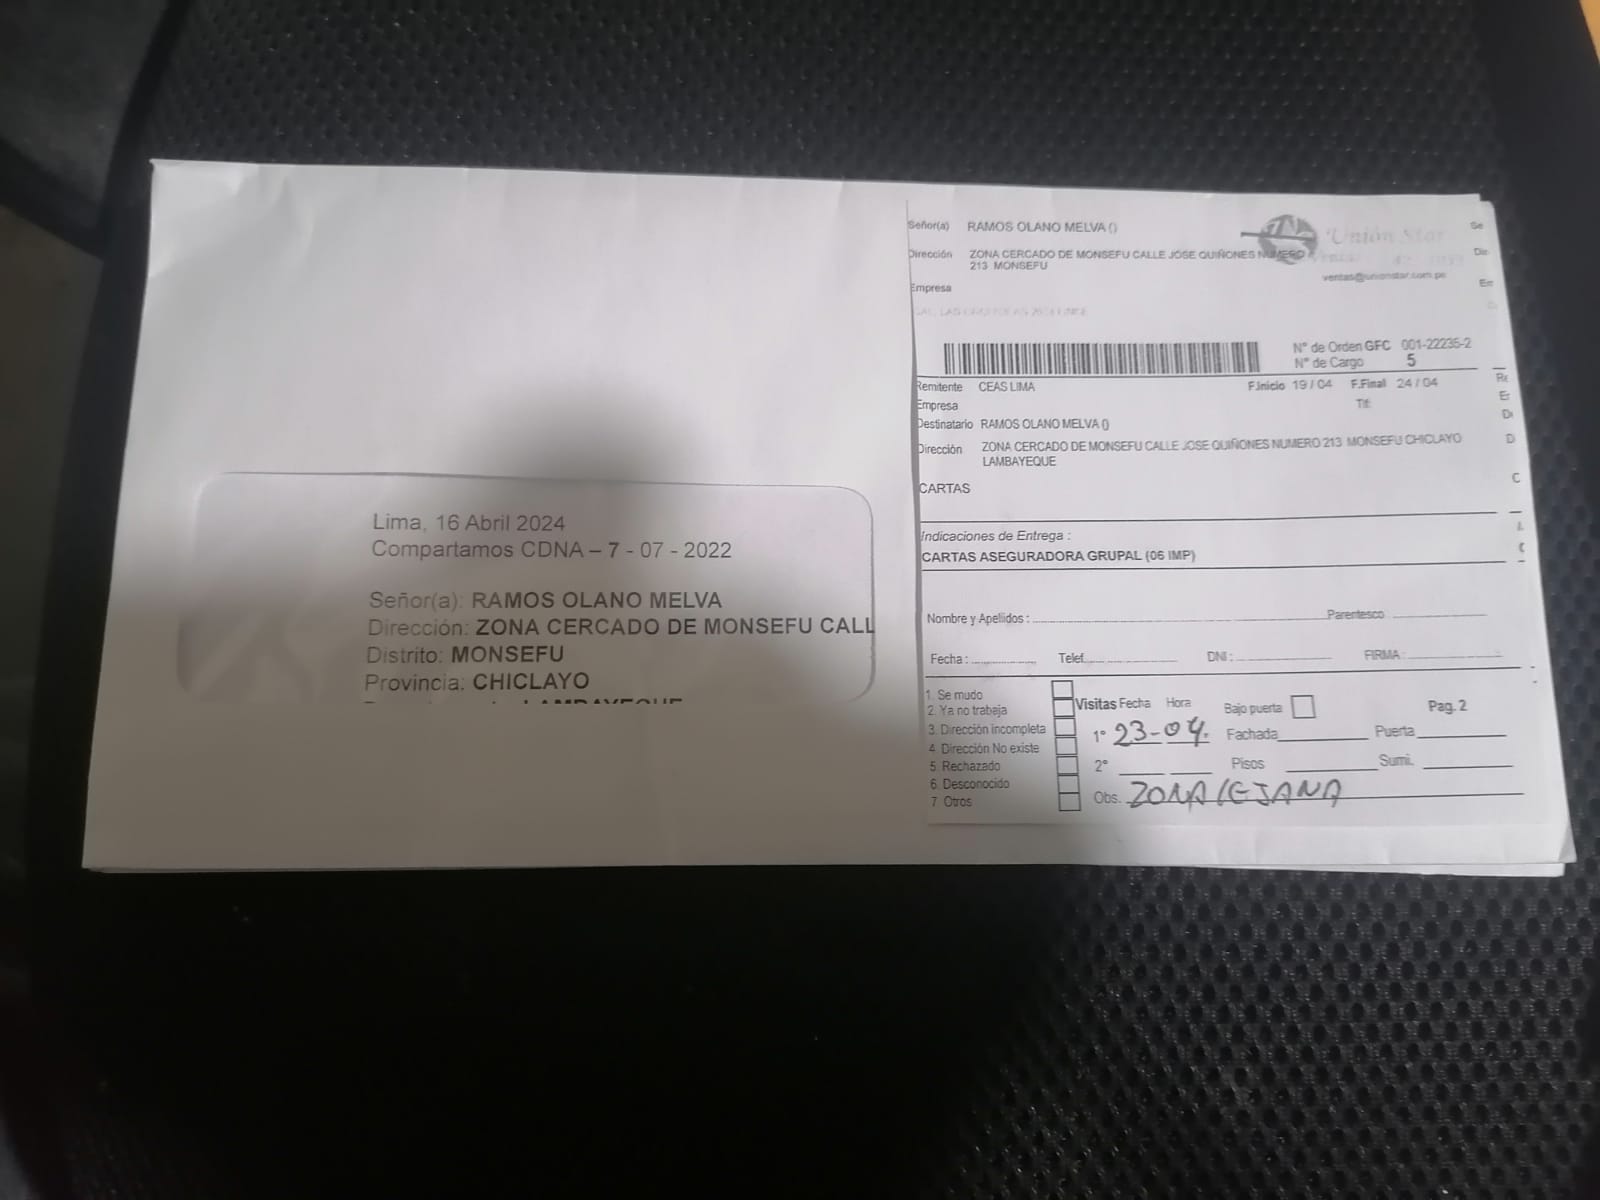 Lima, 16 Abril 2024
Compartamos CDNA – 7 - 07 - 2022
Señor(a): RAMOS OLANO MELVA
Dirección: ZONA CERCADO DE MONSEFU CALL
Distrito: MONSEFU
Provincia: CHICLAYO
LAMBAYEQUE
Señor(a) RAMOS OLANO MELVA ()
Unión Star
Dirección ZONA CERCADO DE MONSEFU CALLE JOSE QUIÑONES NUMERO
213 MONSEFU
ventas@unionstar.com.pe
Empresa
N° de Orden GFC 001-22235-2
N° de Cargo 5
Remitente CEAS LIMA F.Inicio 19 / 04 F.Final 24 / 04
Empresa Tlf:
Destinatario RAMOS OLANO MELVA ()
Dirección ZONA CERCADO DE MONSEFU CALLE JOSE QUIÑONES NUMERO 213 MONSEFU CHICLAYO
LAMBAYEQUE
CARTAS
Indicaciones de Entrega :
CARTAS ASEGURADORA GRUPAL (06 IMP)
Nombre y Apellidos : Parentesco
Fecha : Telef. DNI : FIRMA
1. Se mudo
2. Ya no trabaja
3. Dirección incompleta
4. Dirección No existe
5. Rechazado
6. Desconocido
7 Otros
Visitas Fecha Hora Bajo puerta Pag. 2
1° 23-04. Fachada Puerta
2° Pisos Sumi.
Obs. ZONA LEJANA
Se
Dir
Em